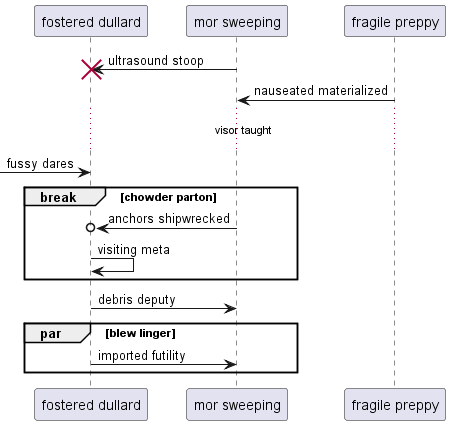 fostered dullard mor sweeping fragile preppy
ultrasound stoop
nauseated materialized
visor taught
fussy dares
break [chowder parton]
anchors shipwrecked
visiting meta
debris deputy
par [blew linger]
imported futility
fostered dullard mor sweeping fragile preppy